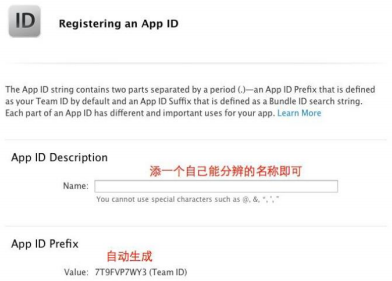 ID
Registering an App ID
The App ID string contains two parts separated by a period (.)—an App ID Prefix that is defined
as your Team ID by default and an App ID Suffix that is defined as a Bundle ID search string.
Each part of an App ID has different and important uses for your app. Learn More
App ID Description
添一个自己能分辨的名称即可
Name:
You cannot use special characters such as @, &, *, ', "
App ID Prefix
自动生成
Value: 7T9FVP7WY3 (Team ID)